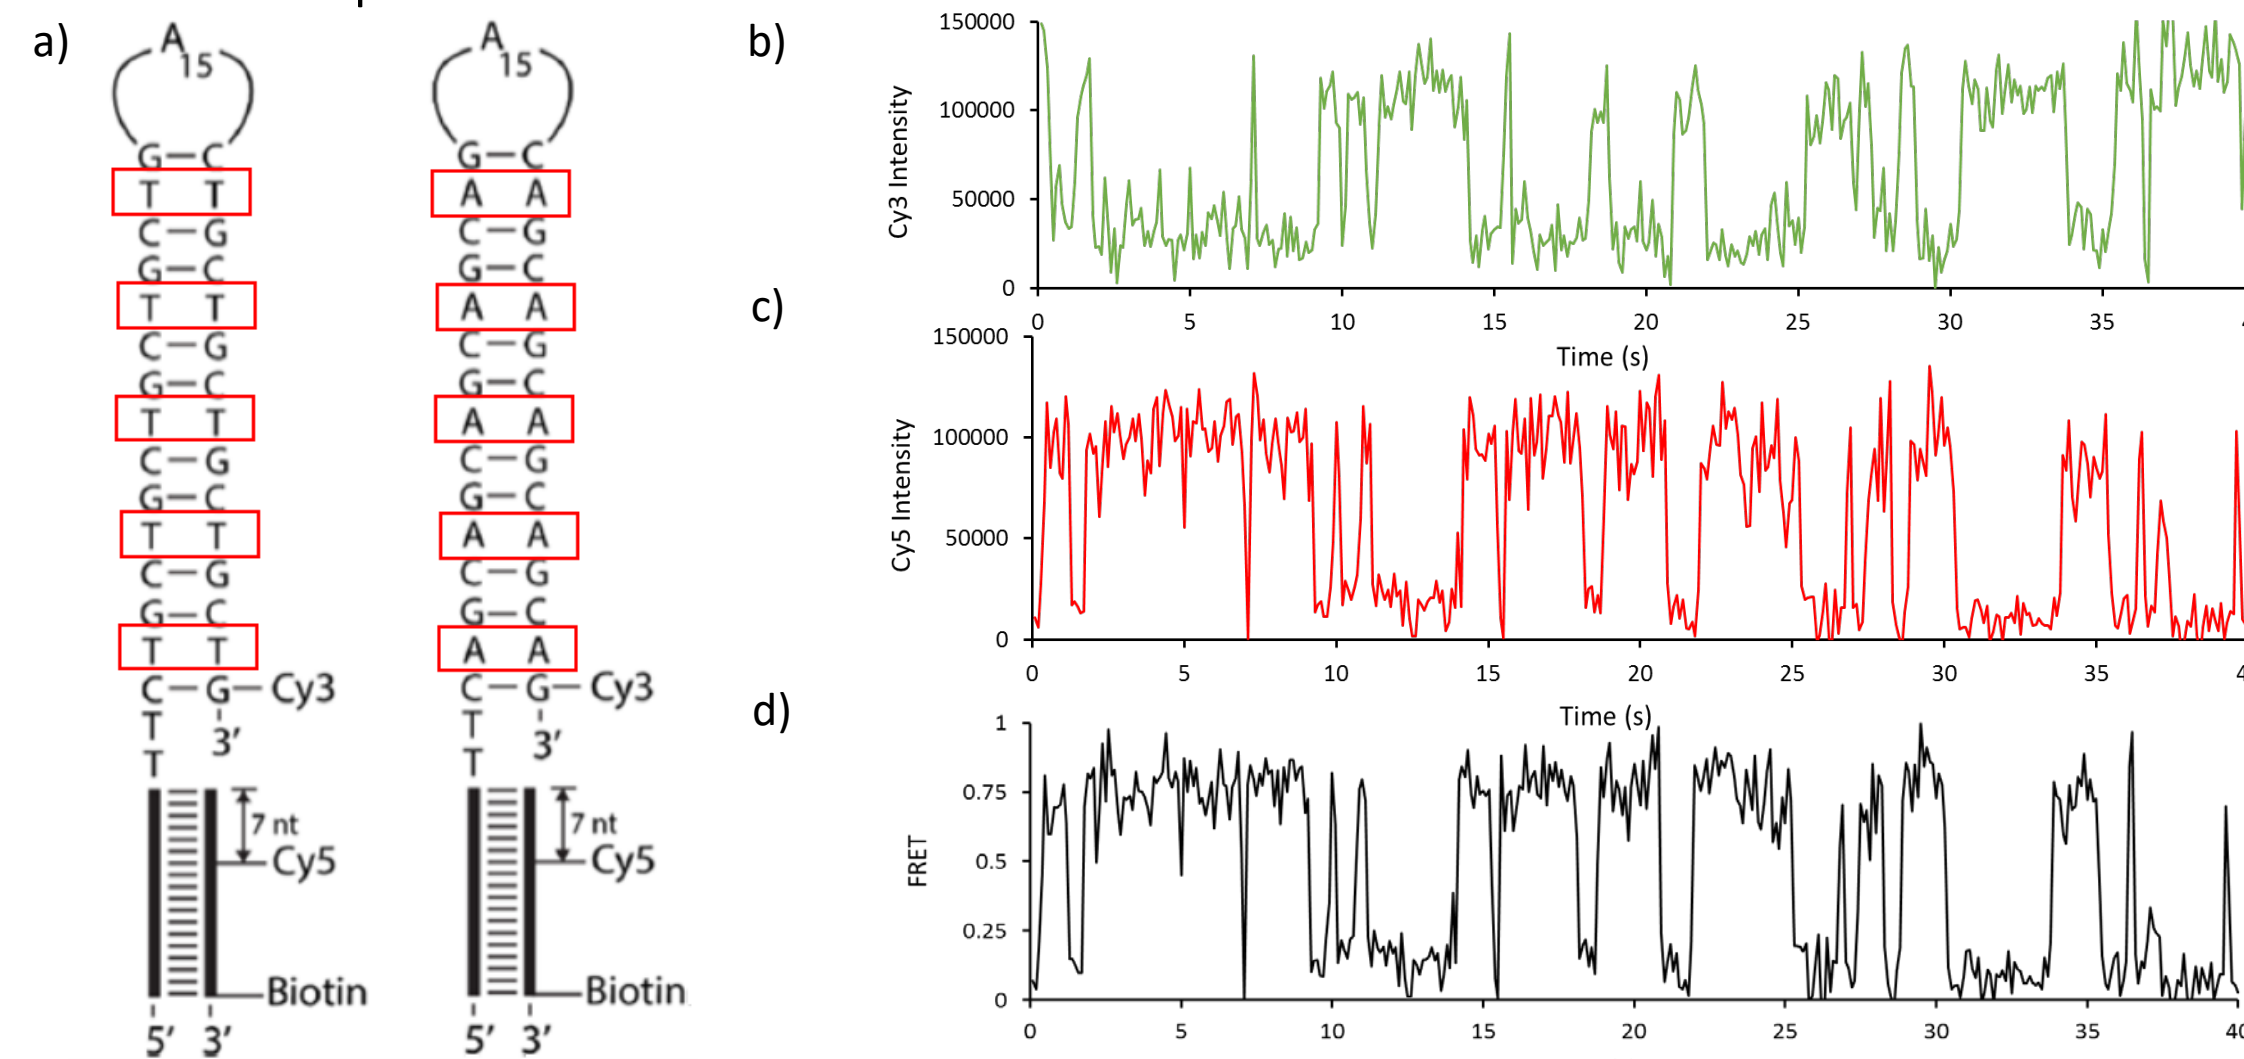 a)
A
15
G—C
T T
C—G
G—C
T T
C—G
G—C
T T
C—G
G—C
T T
C—G
G—C
T T
C—G—Cy3
T
3'
T
7 nt
Cy5
Biotin
5' 3'
A
15
G—C
A A
C—G
G—C
A A
C—G
G—C
A A
C—G
G—C
A A
C—G
G—C
A A
C—G—Cy3
T
3'
T
7 nt
Cy5
Biotin
5' 3'
b)
Cy3 Intensity
150000
100000
50000
0
0 5 10 15 20 25 30 35
Time (s)
c)
Cy5 Intensity
150000
100000
50000
0
0 5 10 15 20 25 30 35 4
Time (s)
d)
FRET
1
0.75
0.5
0.25
0
0 5 10 15 20 25 30 35 40